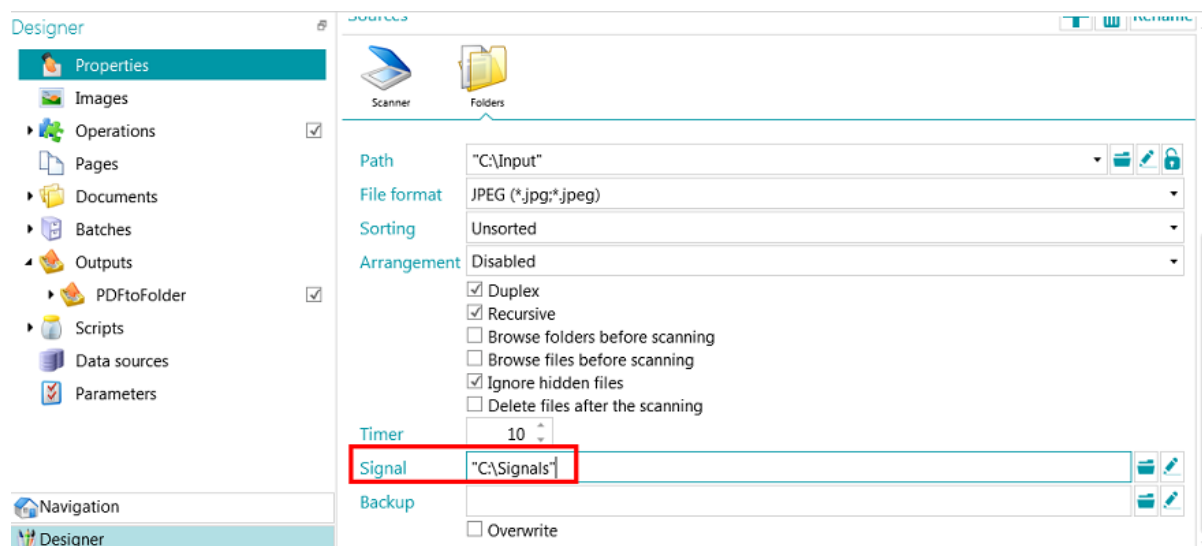 Designer
Properties
Images
Operations
Pages
Documents
Batches
Outputs
PDFtoFolder
Scripts
Data sources
Parameters
Navigation
Designer
Sources
Rename
Scanner
Folders
Path "C:\Input"
File format JPEG (*.jpg;*.jpeg)
Sorting Unsorted
Arrangement Disabled
Duplex
Recursive
Browse folders before scanning
Browse files before scanning
Ignore hidden files
Delete files after the scanning
Timer 10
Signal "C:\Signals"
Backup
Overwrite